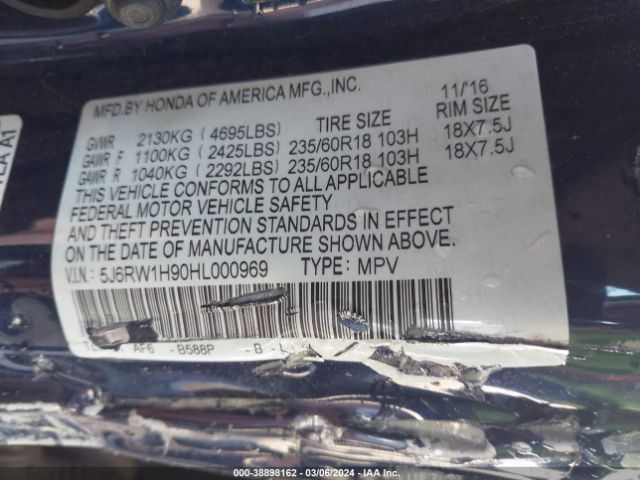 MFD.BY HONDA OF AMERICA MFG.,INC. 11/'16
GVWR 2130KG ( 4695LBS) TIRE SIZE RIM SIZE
GAWR F 1100KG ( 2425LBS) 235/60R18 103H 18X7.5J
GAWR R 1040KG ( 2292LBS) 235/60R18 103H 18X7.5J
THIS VEHICLE CONFORMS TO ALL APPLICABLE
FEDERAL MOTOR VEHICLE SAFETY
AND THEFT PREVENTION STANDARDS IN EFFECT
ON THE DATE OF MANUFACTURE SHOWN ABOVE.
V.I.N.: 5J6RW1H90HL000969 TYPE: MPV
AF6 - B588P - B - L
TLA A1
000-38898162 — 03/06/2024 — IAA Inc.